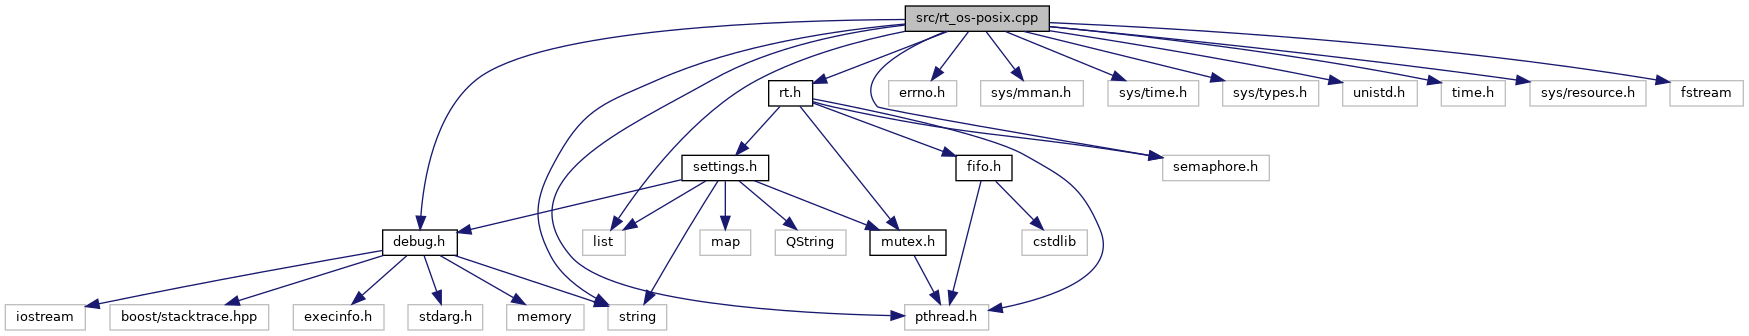 src/rt_os-posix.cpp
rt.h
errno.h
sys/mman.h
sys/time.h
sys/types.h
unistd.h
time.h
sys/resource.h
fstream
settings.h
fifo.h
semaphore.h
debug.h
list
map
QString
mutex.h
cstdlib
iostream
boost/stacktrace.hpp
execinfo.h
stdarg.h
memory
string
pthread.h